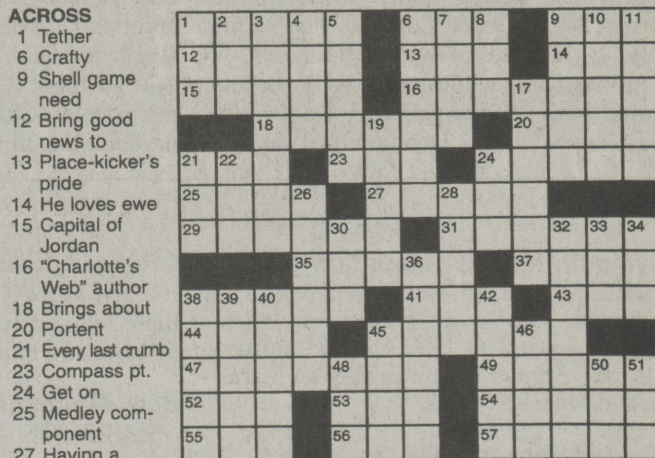 ACROSS
1 Tether
6 Crafty
9 Shell game
need
12 Bring good
news to
13 Place-kicker's
pride
14 He loves ewe
15 Capital of
Jordan
16 "Charlotte's
Web" author
18 Brings about
20 Portent
21 Every last crumb
23 Compass pt.
24 Get on
25 Medley com-
ponent
27 Having a
1 2 3 4 5 6 7 8 9 10 11
12 13 14
15 16 17
18 19 20
21 22 23 24
25 26 27 28
29 30 31 32 33 34
35 36 37
38 39 40 41 42 43
44 45 46
47 48 49 50 51
52 53 54
55 56 57